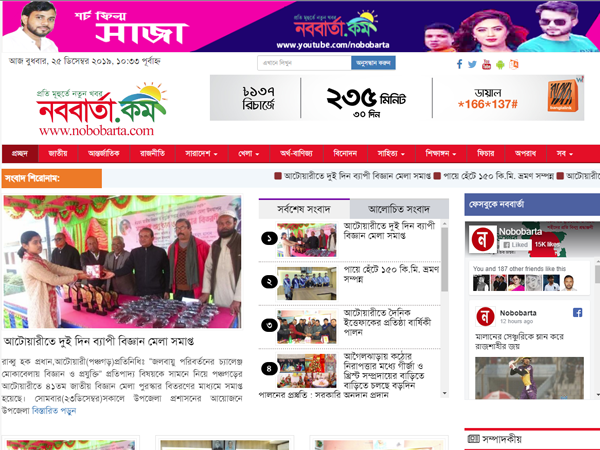 শর্ট ফিল্ম
সাজা
প্রতি মুহূর্তে নতুন খবর
নববার্তা.কম
www.youtube.com/nobobarta
আজ বুধবার, ২৫ ডিসেম্বর ২০১৯, ১০:৩৩ পূর্বাহ্ন
অনুসন্ধান করুন
প্রতি মুহূর্তে নতুন খবর
নববার্তা.কম
www.nobobarta.com
৳১৩৭
রিচার্জে
২৩৫ মিনিট
৩০ দিন
ডায়াল
*166*137#
banglalink
প্রচ্ছদ জাতীয় আন্তর্জাতিক রাজনীতি সারাদেশ খেলা অর্থ-বাণিজ্য বিনোদন সাহিত্য শিক্ষাঙ্গন ফিচার অপরাধ সব
সংবাদ শিরোনাম:
আটোয়ারীতে দুই দিন ব্যাপী বিজ্ঞান মেলা সমাপ্ত পায়ে হেঁটে ১৫০ কি.মি. ভ্রমণ সম্পন্ন আটোয়ারীতে
আটোয়ারীতে দুই দিন ব্যাপী বিজ্ঞান মেলা সমাপ্ত
রাব্বু হক প্রধান,আটোয়ারী(পঞ্চগড়)প্রতিনিধিঃ “জলবায়ু পরিবর্তনের চ্যালেঞ্জ
মোকাবেলায় বিজ্ঞান ও প্রযুক্তি” প্রতিপাদ্য বিষয়কে সামনে নিয়ে পঞ্চগড়ের
আটোয়ারীতে ৪১তম জাতীয় বিজ্ঞান মেলা পুরস্কার বিতরণের মাধ্যমে সমাপ্ত
হয়েছে। সোমবার(২৩ডিসেম্বর)সকালে উপজেলা প্রশাসনের আয়োজনে
উপজেলা বিস্তারিত পড়ুন
সর্বশেষ সংবাদ আলোচিত সংবাদ
১
আটোয়ারীতে দুই দিন ব্যাপী
বিজ্ঞান মেলা সমাপ্ত
২
পায়ে হেঁটে ১৫০ কি.মি. ভ্রমণ
সম্পন্ন
৩
আটোয়ারীতে দৈনিক
ইত্তেফাকের প্রতিষ্ঠা বার্ষিকী
পালন
৪
আগৈলঝাড়ায় কঠোর
নিরাপত্তার মধ্যে গীর্জা ও
খ্রিস্ট সম্প্রদায়ের বাড়িতে
বাড়িতে চলছে বড়দিন
পালনের প্রস্তুতি : সরকারি অনুদান প্রদান
ফেসবুকে নববার্তা
Nobobarta
Liked 15K likes
You and 187 other friends like this
Nobobarta
12 hours ago
মালানের সেঞ্চুরিকে ম্লান করে
রাজশাহীর জয়
সম্পাদকীয়